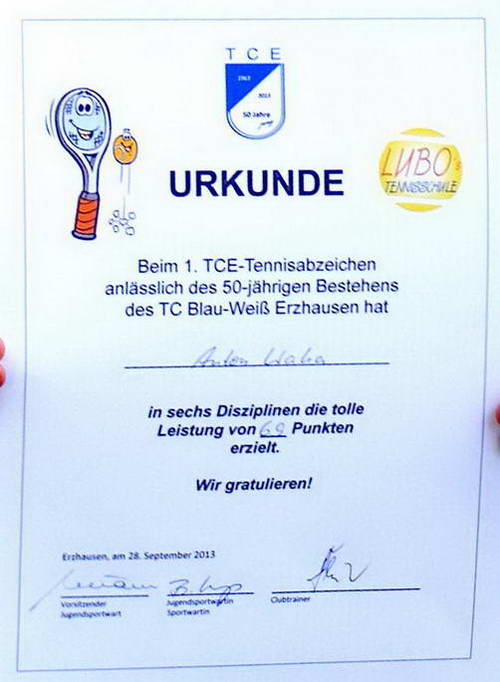 TCE
1963
2013
50 Jahre
LUBO's
TENNISSCHULE
URKUNDE
Beim 1. TCE-Tennisabzeichen
anlässlich des 50-jährigen Bestehens
des TC Blau-Weiß Erzhausen hat
Anton
in sechs Disziplinen die tolle
Leistung von 69 Punkten
erzielt.
Wir gratulieren!
Erzhausen, am 28. September 2013
Vorsitzender Jugendsportwartin Clubtrainer
Jugendsportwart Sportwartin